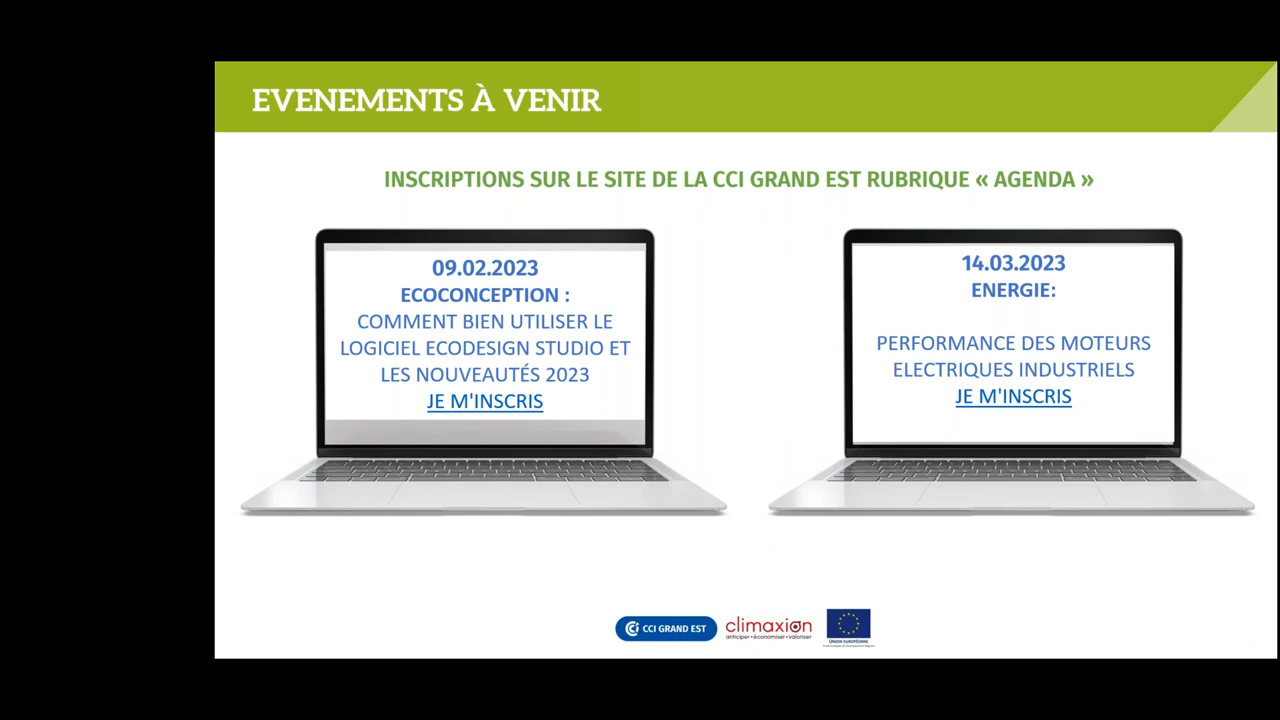 EVENEMENTS À VENIR
INSCRIPTIONS SUR LE SITE DE LA CCI GRAND EST RUBRIQUE « AGENDA »
09.02.2023
ECOCONCEPTION :
COMMENT BIEN UTILISER LE
LOGICIEL ECODESIGN STUDIO ET
LES NOUVEAUTÉS 2023
JE M'INSCRIS
14.03.2023
ENERGIE:
PERFORMANCE DES MOTEURS
ELECTRIQUES INDUSTRIELS
JE M'INSCRIS
CCI GRAND EST
climaxion
anticiper • économiser • valoriser
UNION EUROPÉENNE